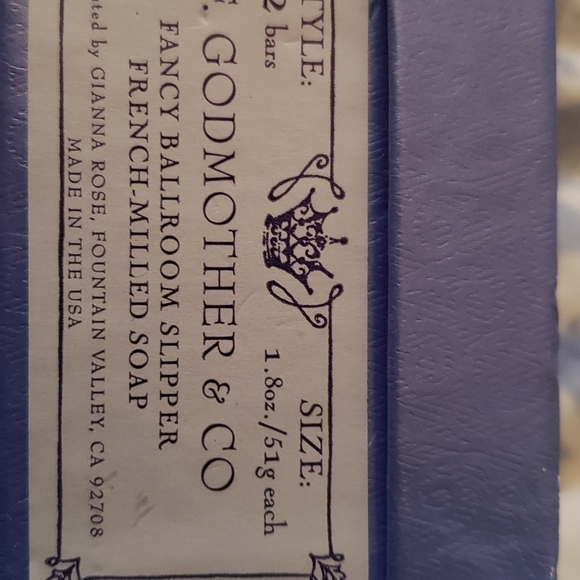 SIZE:
2 bars
1.8oz./51g each
GODMOTHER & CO
FANCY BALLROOM SLIPPER
FRENCH-MILLED SOAP
by GIANNA ROSE, FOUNTAIN VALLEY, CA 92708
MADE IN THE USA